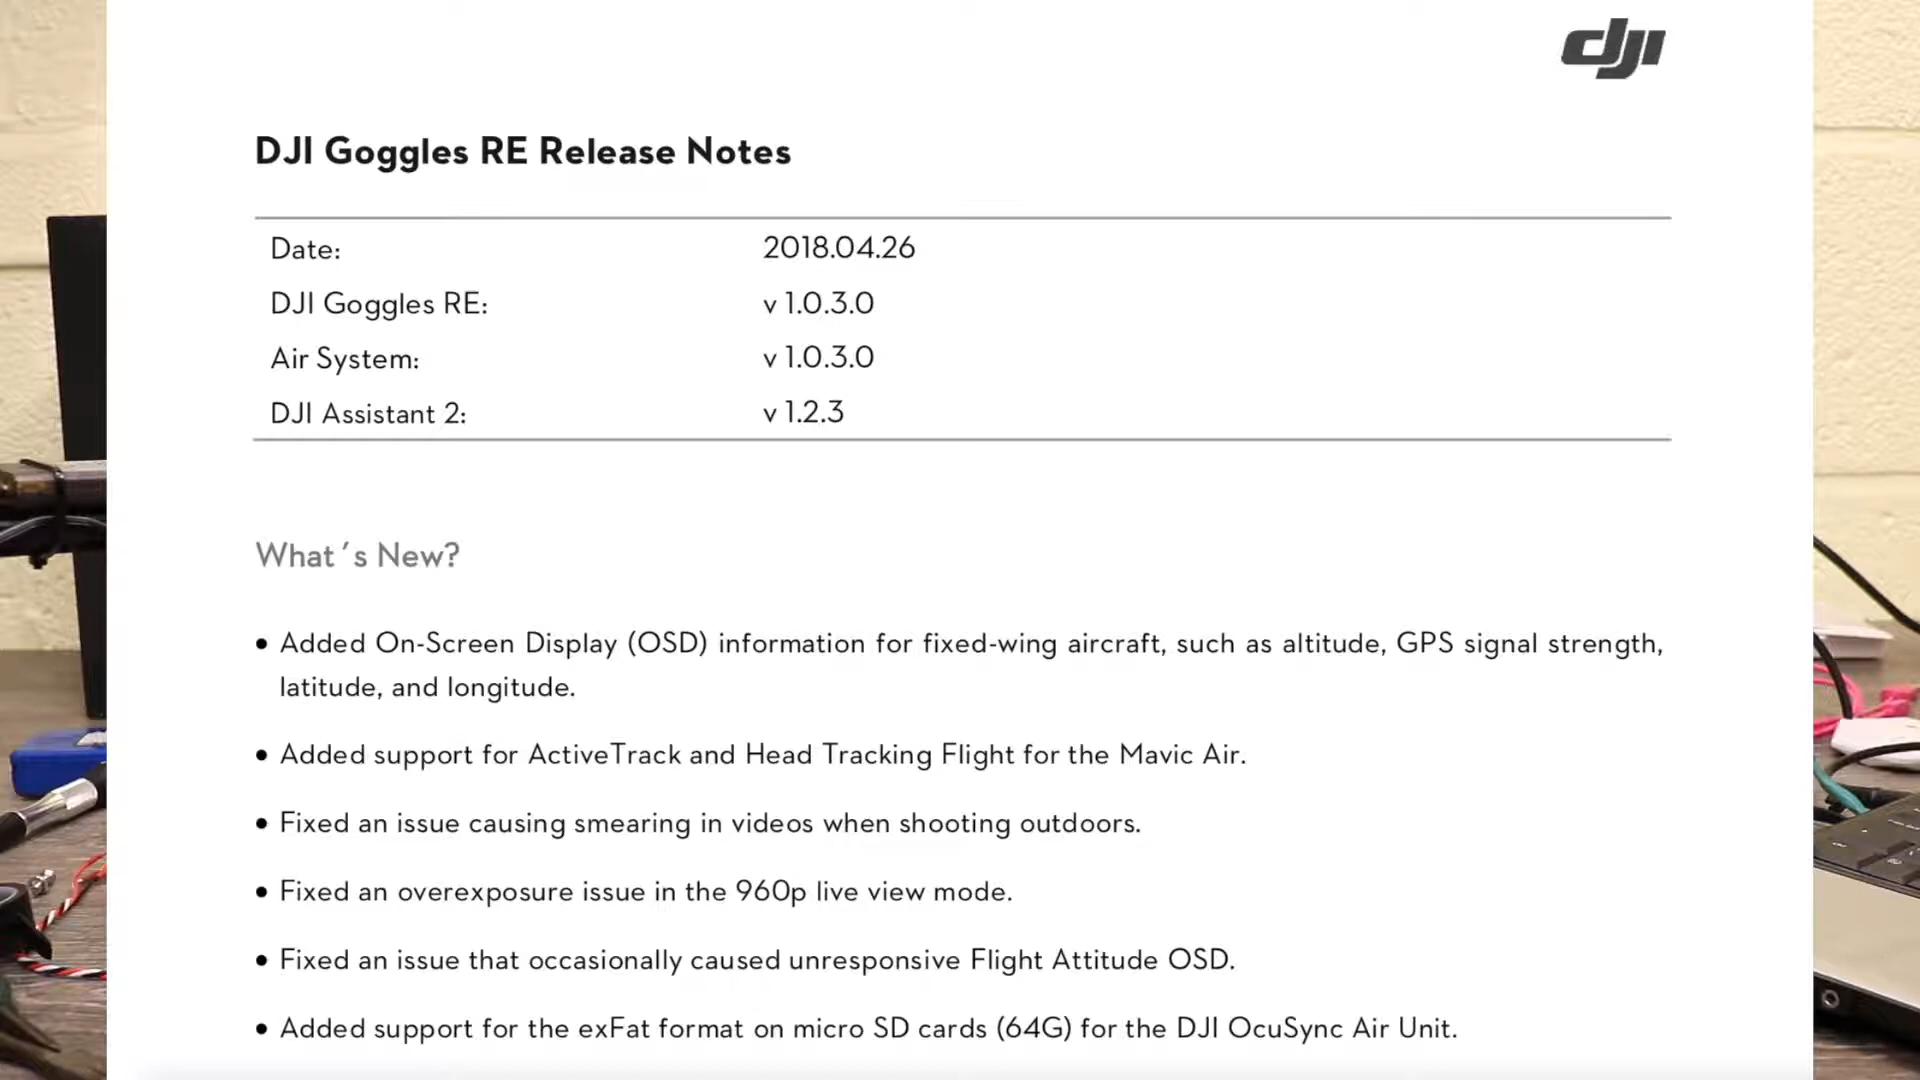 dji
DJI Goggles RE Release Notes
Date: 2018.04.26
DJI Goggles RE: v 1.0.3.0
Air System: v 1.0.3.0
DJI Assistant 2: v 1.2.3
What´s New?
• Added On-Screen Display (OSD) information for fixed-wing aircraft, such as altitude, GPS signal strength,
latitude, and longitude.
• Added support for ActiveTrack and Head Tracking Flight for the Mavic Air.
• Fixed an issue causing smearing in videos when shooting outdoors.
• Fixed an overexposure issue in the 960p live view mode.
• Fixed an issue that occasionally caused unresponsive Flight Attitude OSD.
• Added support for the exFat format on micro SD cards (64G) for the DJI OcuSync Air Unit.